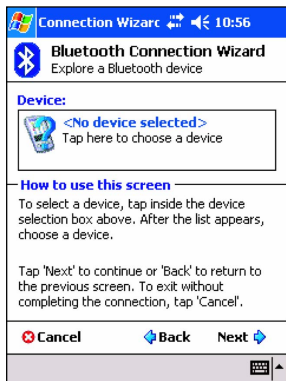 Connection Wizarc 10:56
Bluetooth Connection Wizard
Explore a Bluetooth device
Device:
<No device selected>
Tap here to choose a device
How to use this screen
To select a device, tap inside the device
selection box above. After the list appears,
choose a device.
Tap 'Next' to continue or 'Back' to return to
the previous screen. To exit without
completing the connection, tap 'Cancel'.
Cancel Back Next